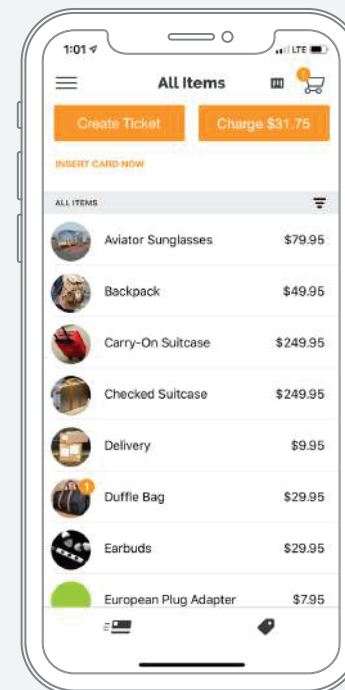 1:01 LTE
All Items 1
Create Ticket Charge $31.75
INSERT CARD NOW
ALL ITEMS
Aviator Sunglasses $79.95
Backpack $49.95
Carry-On Suitcase $249.95
Checked Suitcase $249.95
Delivery $9.95
1
Duffle Bag $29.95
Earbuds $29.95
European Plug Adapter $7.95